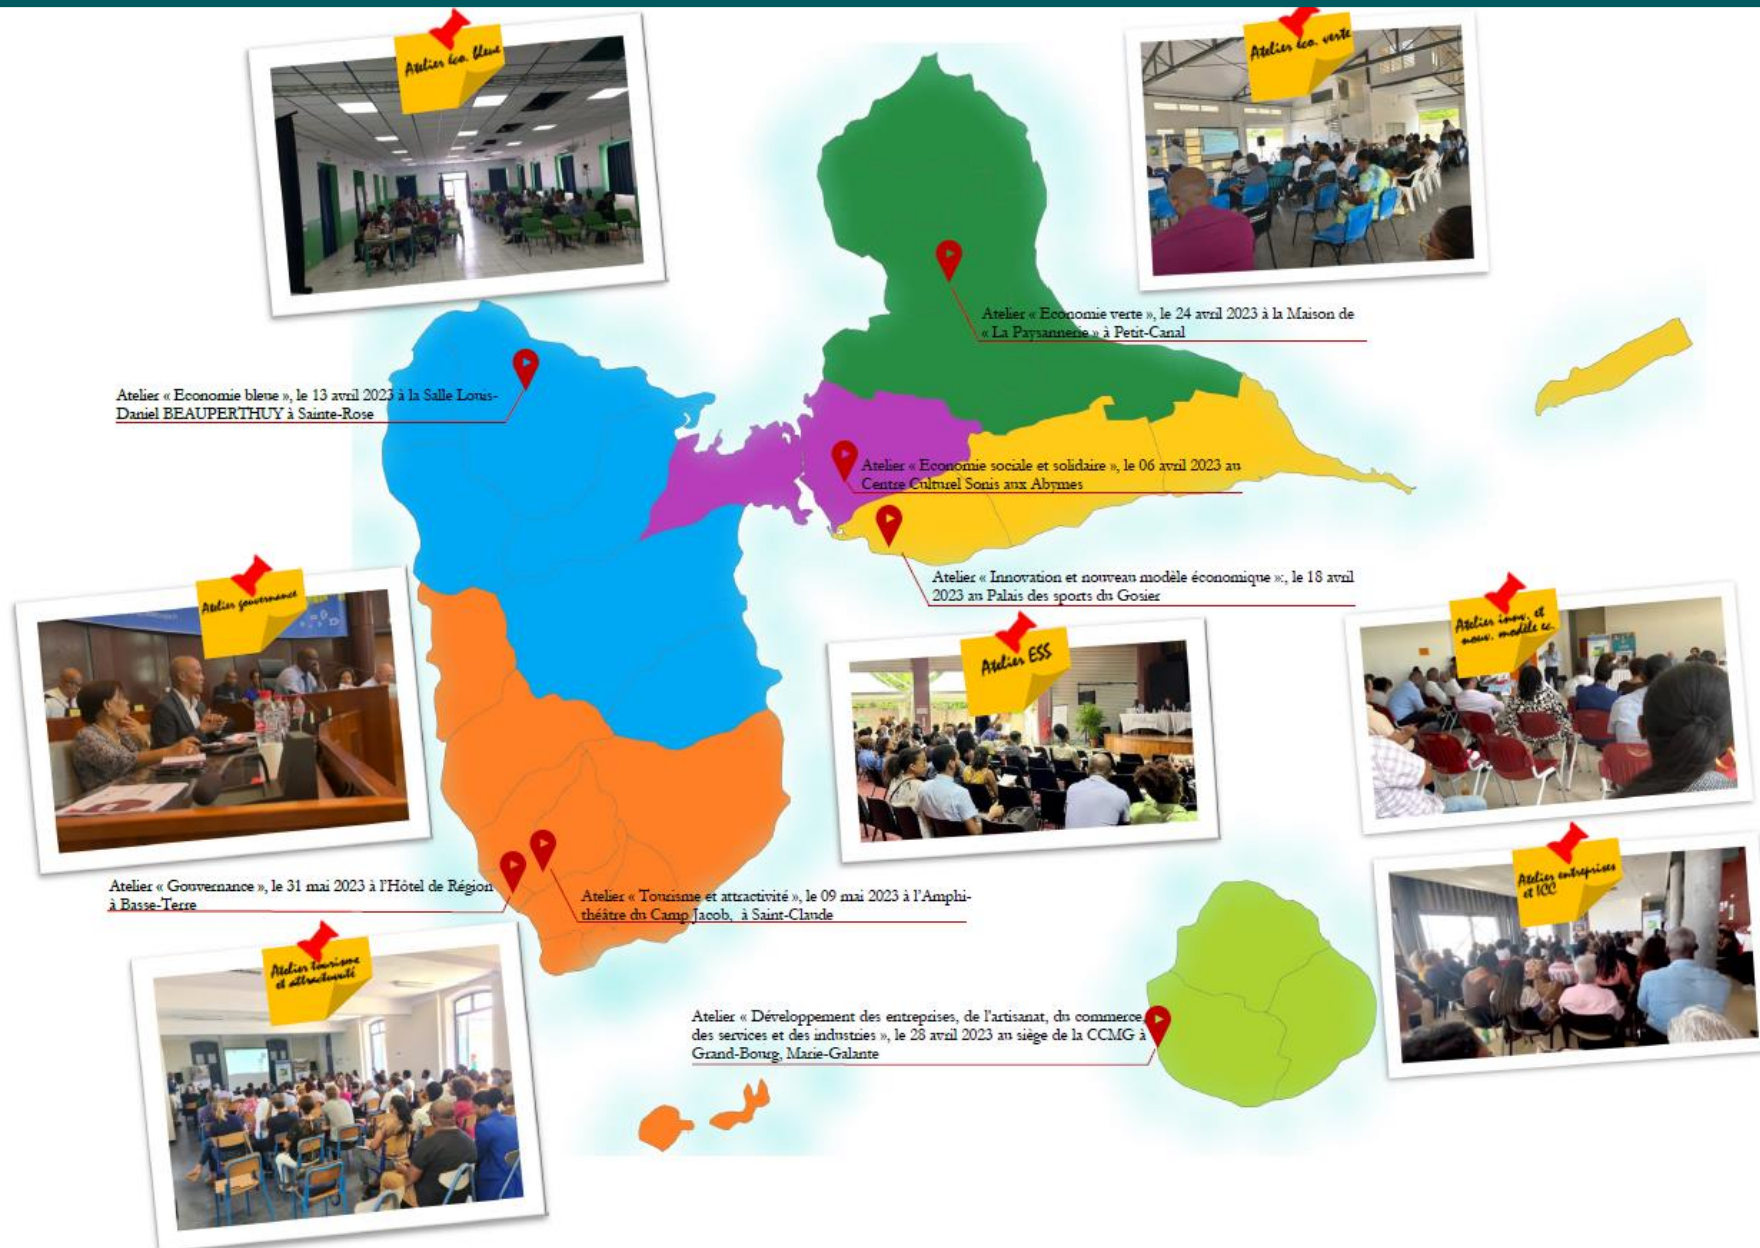 Atelier éco. bleue
Atelier éco. verte
Atelier « Economie verte », le 24 avril 2023 à la Maison de
« La Paysannerie » à Petit-Canal
Atelier « Economie bleue », le 13 avril 2023 à la Salle Louis-
Daniel BEAUPERTHUY à Sainte-Rose
Atelier « Economie sociale et solidaire », le 06 avril 2023 au
Centre Culturel Sonis aux Abymes
Atelier « Innovation et nouveau modèle économique »:, le 18 avril
2023 au Palais des sports du Gosier
Atelier gouvernance
Atelier ESS
Atelier innv. et
nouv. modèle ec.
Atelier « Gouvernance », le 31 mai 2023 à l'Hôtel de Région
à Basse-Terre
Atelier « Tourisme et attractivité », le 09 mai 2023 à l'Amphi-
théâtre du Camp Jacob, à Saint-Claude
Atelier entreprises
et ICC
Atelier tourisme
et attractuvité
Atelier « Développement des entreprises, de l'artisanat, du commerce,
des services et des industries », le 28 avril 2023 au siège de la CCMG à
Grand-Bourg, Marie-Galante